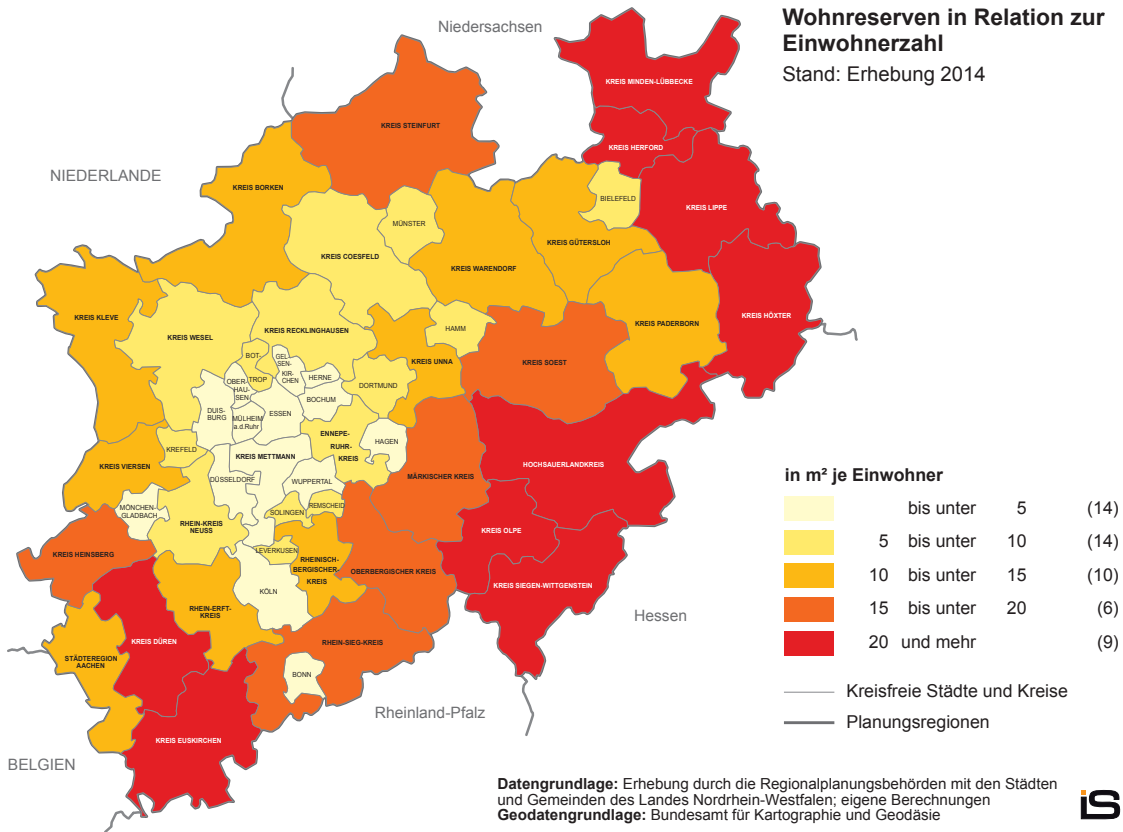 Wohnreserven in Relation zur
Einwohnerzahl
Stand: Erhebung 2014
Niedersachsen
NIEDERLANDE
KREIS MINDEN-LÜBBECKE
KREIS STEINFURT
KREIS HERFORD
KREIS BORKEN
BIELEFELD
KREIS LIPPE
MÜNSTER
KREIS GÜTERSLOH
KREIS COESFELD
KREIS WARENDORF
KREIS KLEVE
KREIS HÖXTER
KREIS PADERBORN
KREIS WESEL
KREIS RECKLINGHAUSEN
HAMM
BOT-
TROP
GEL-
SEN-
KIR-
CHEN
KREIS UNNA
KREIS SOEST
OBER-
HAU-
SEN
HERNE
DORTMUND
BOCHUM
DUIS-
BURG
MÜLHEIM
a.d.Ruhr
ESSEN
ENNEPE-
RUHR-
KREIS
HAGEN
KREFELD
KREIS METTMANN
KREIS VIERSEN
HOCHSAUERLANDKREIS
DÜSSELDORF
WUPPERTAL
MÄRKISCHER KREIS
MÖNCHEN-
GLADBACH
SOLINGEN
REMSCHEID
RHEIN-KREIS
NEUSS
KREIS OLPE
KREIS HEINSBERG
LEVERKUSEN
RHEINISCH-
BERGISCHER-
KREIS
OBERBERGISCHER KREIS
KREIS SIEGEN-WITTGENSTEIN
KÖLN
RHEIN-ERFT-
KREIS
Hessen
KREIS DÜREN
RHEIN-SIEG-KREIS
STÄDTEREGION
AACHEN
BONN
Rheinland-Pfalz
KREIS EUSKIRCHEN
BELGIEN
in m² je Einwohner
bis unter 5 (14)
5 bis unter 10 (14)
10 bis unter 15 (10)
15 bis unter 20 (6)
20 und mehr (9)
Kreisfreie Städte und Kreise
Planungsregionen
Datengrundlage: Erhebung durch die Regionalplanungsbehörden mit den Städten
und Gemeinden des Landes Nordrhein-Westfalen; eigene Berechnungen
Geodatengrundlage: Bundesamt für Kartographie und Geodäsie
iS